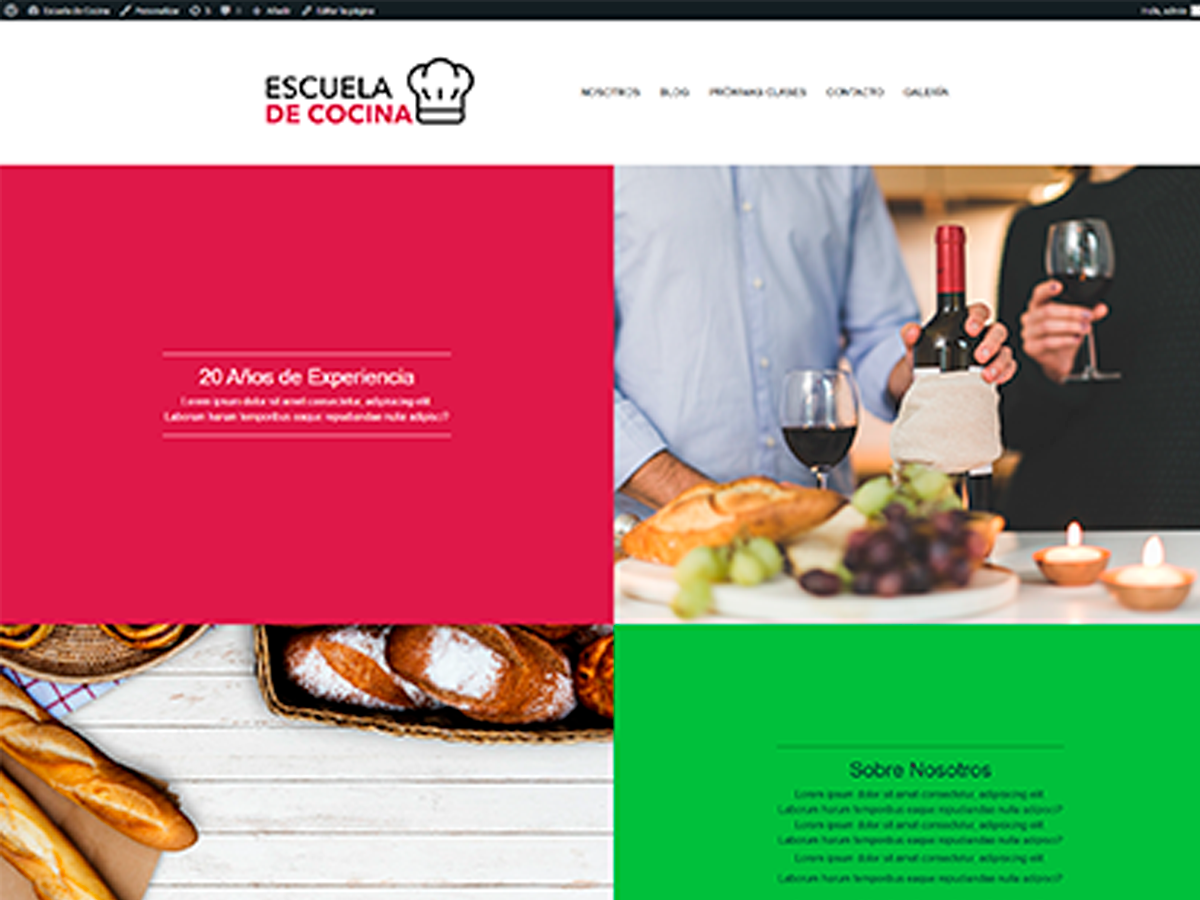 Escuela de Cocina Personalizar Añadir Editar la página
Hola, admin
ESCUELA
DE COCINA
NOSOTROS BLOG PRÓXIMAS CLASES CONTACTO GALERÍA
20 Años de Experiencia
Lorem ipsum dolor sit amet consectetur, adipisicing elit.
Laborum harum temporibus eaque repudiandae nulla adipisci?
Sobre Nosotros
Lorem ipsum dolor sit amet consectetur, adipisicing elit.
Laborum harum temporibus eaque repudiandae nulla adipisci?
Lorem ipsum dolor sit amet consectetur, adipisicing elit.
Laborum harum temporibus eaque repudiandae nulla adipisci?
Lorem ipsum dolor sit amet consectetur, adipisicing elit.
Laborum harum temporibus eaque repudiandae nulla adipisci?